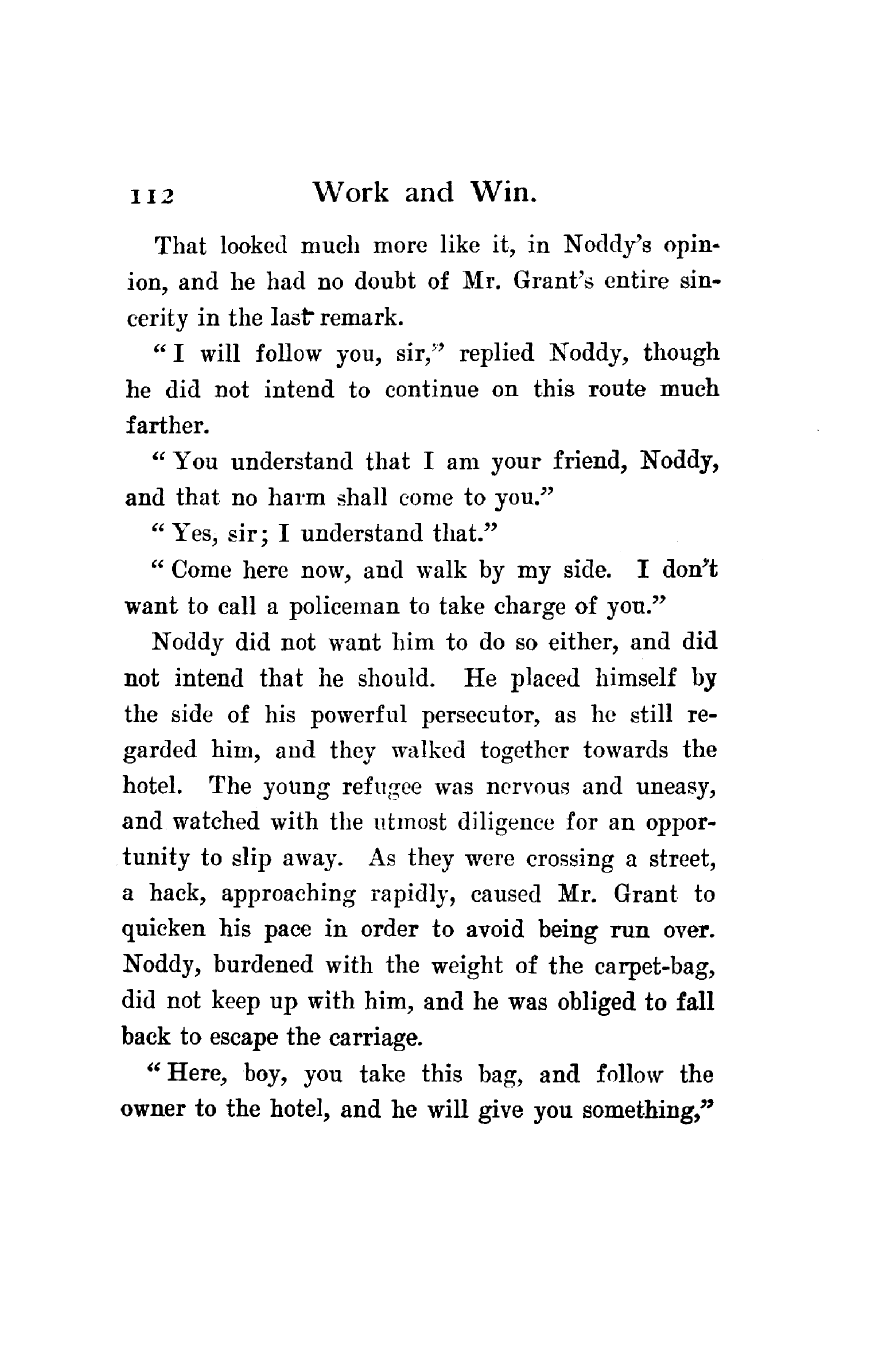 112 Work and Win.
That looked much more like it, in Noddy's opin-
ion, and he had no doubt of Mr. Grant's entire sin-
cerity in the last remark.
“ I will follow you, sir,” replied Noddy, though
he did not intend to continue on this route much
farther.
“ You understand that I am your friend, Noddy,
and that no harm shall come to you.”
“ Yes, sir; I understand that.”
“ Come here now, and walk by my side. I don't
want to call a policeman to take charge of you.”
Noddy did not want him to do so either, and did
not intend that he should. He placed himself by
the side of his powerful persecutor, as he still re-
garded him, and they walked together towards the
hotel. The young refugee was nervous and uneasy,
and watched with the utmost diligence for an oppor-
tunity to slip away. As they were crossing a street,
a hack, approaching rapidly, caused Mr. Grant to
quicken his pace in order to avoid being run over.
Noddy, burdened with the weight of the carpet-bag,
did not keep up with him, and he was obliged to fall
back to escape the carriage.
“ Here, boy, you take this bag, and follow the
owner to the hotel, and he will give you something,”